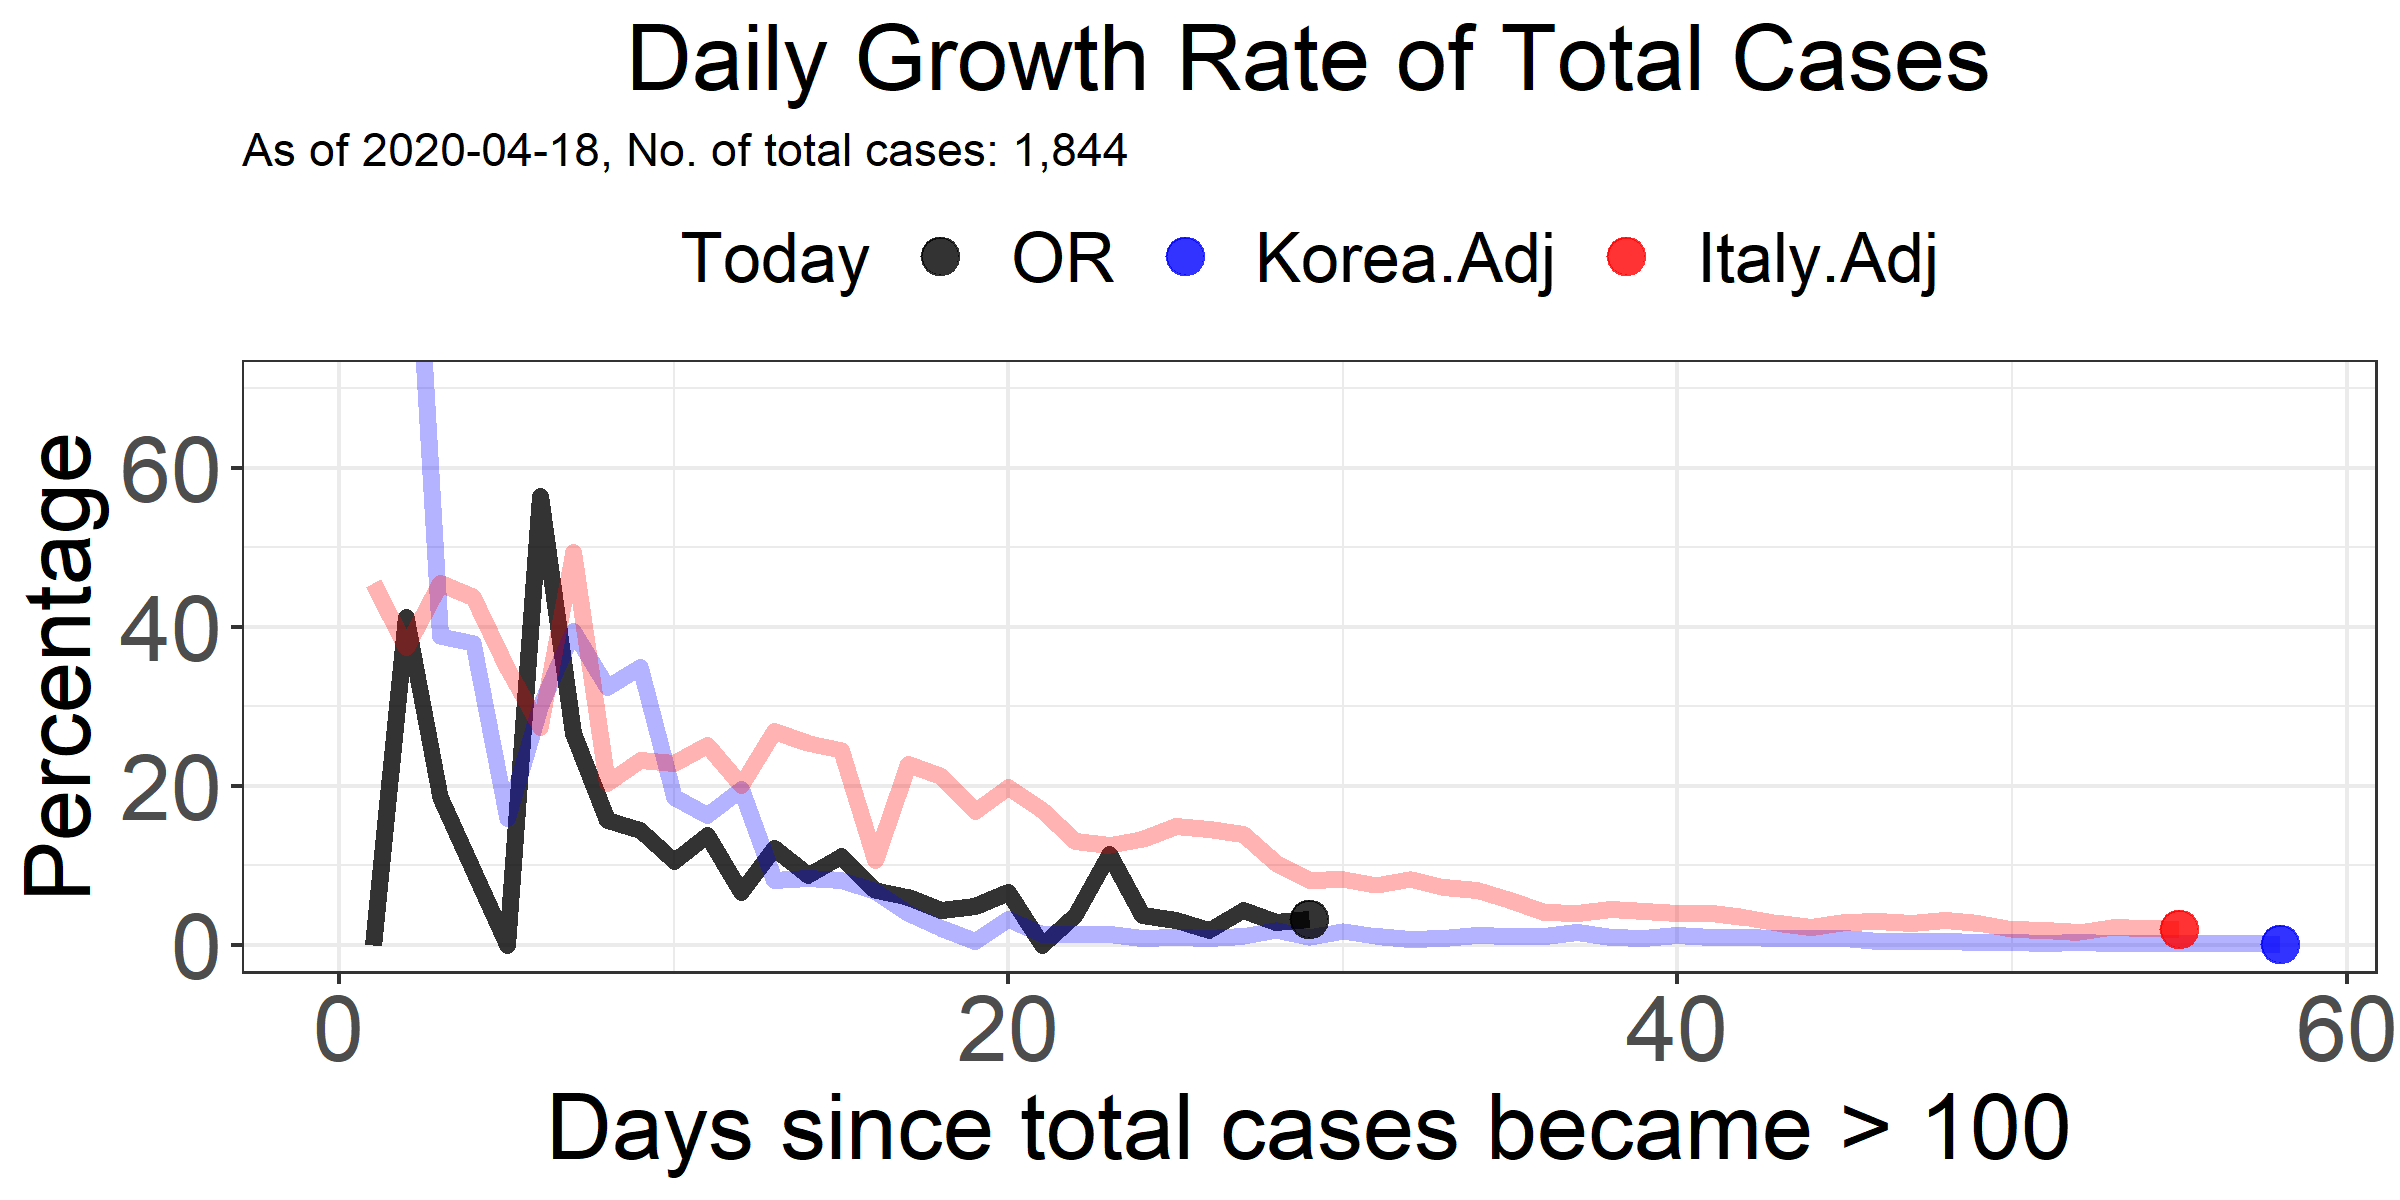 Daily Growth Rate of Total Cases
As of 2020-04-18, No. of total cases: 1,844
Today OR Korea.Adj Italy.Adj
Percentage
60
40
20
0
0 20 40 60
Days since total cases became > 100